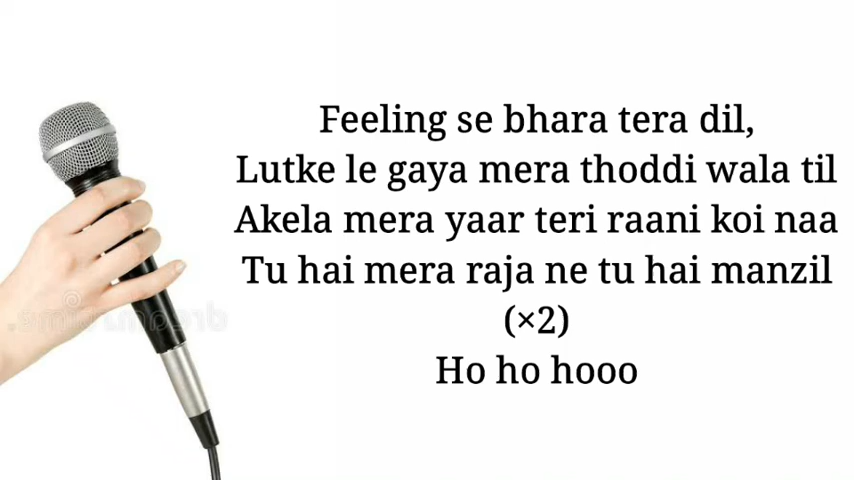 Feeling se bhara tera dil,
Lutke le gaya mera thoddi wala til
Akela mera yaar teri raani koi naa
Tu hai mera raja ne tu hai manzil
(×2)
Ho ho hooo